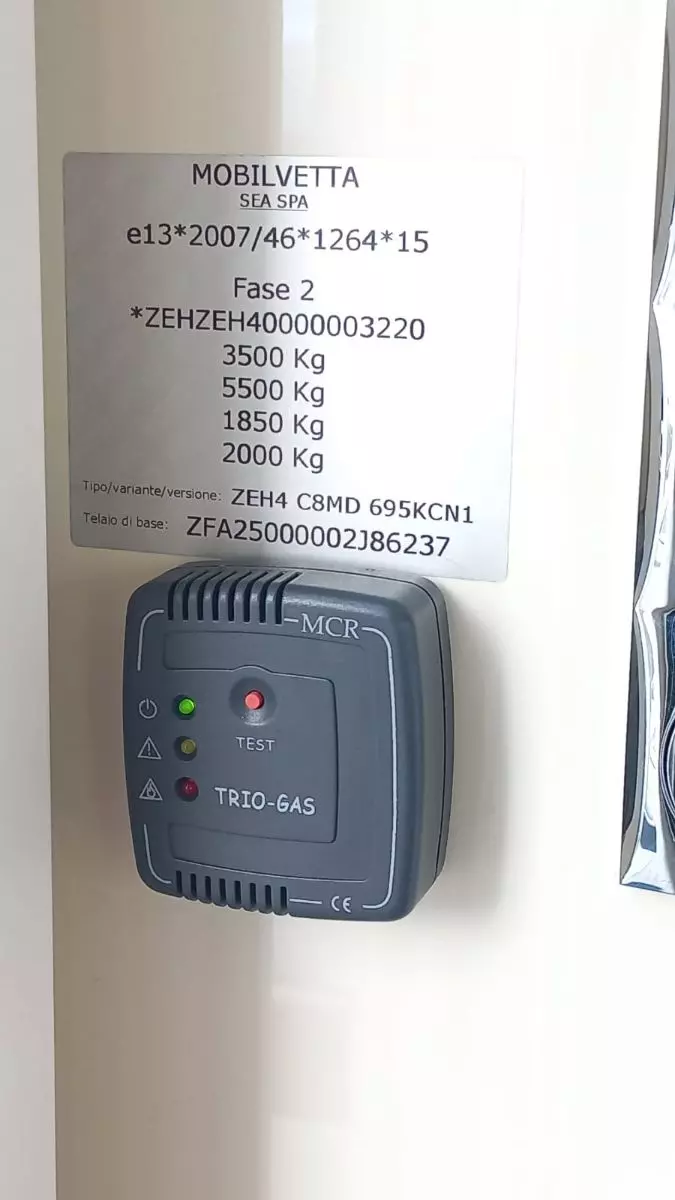 MOBILVETTA
SEA SPA
e13*2007/46*1264*15
Fase 2
*ZEHZEH40000003220
3500 Kg
5500 Kg
1850 Kg
2000 Kg
Tipo/variante/versione: ZEH4 C8MD 695KCN1
Telaio di base: ZFA25000002J86237
MCR
TEST
TRIO-GAS
CE